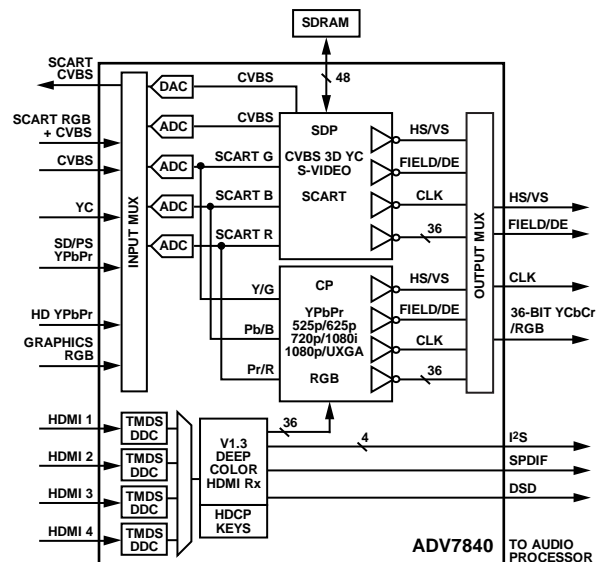 SDRAM
48
SCART
CVBS
SCART RGB
+ CVBS
CVBS
YC
SD/PS
YPbPr
HD YPbPr
GRAPHICS
RGB
INPUT MUX
DAC
ADC
ADC
ADC
ADC
CVBS
CVBS
SCART G
SCART B
SCART R
SDP
CVBS 3D YC
S-VIDEO
SCART
HS/VS
FIELD/DE
CLK
36
Y/G
Pb/B
Pr/R
CP
YPbPr
525p/625p
720p/1080i
1080p/UXGA
RGB
HS/VS
FIELD/DE
CLK
36
OUTPUT MUX
HS/VS
FIELD/DE
CLK
36-BIT YCbCr
/RGB
HDMI 1
HDMI 2
HDMI 3
HDMI 4
TMDS
DDC
TMDS
DDC
TMDS
DDC
TMDS
DDC
V1.3
DEEP
COLOR
HDMI Rx
HDCP
KEYS
36
4
I2S
SPDIF
DSD
ADV7840
TO AUDIO
PROCESSOR